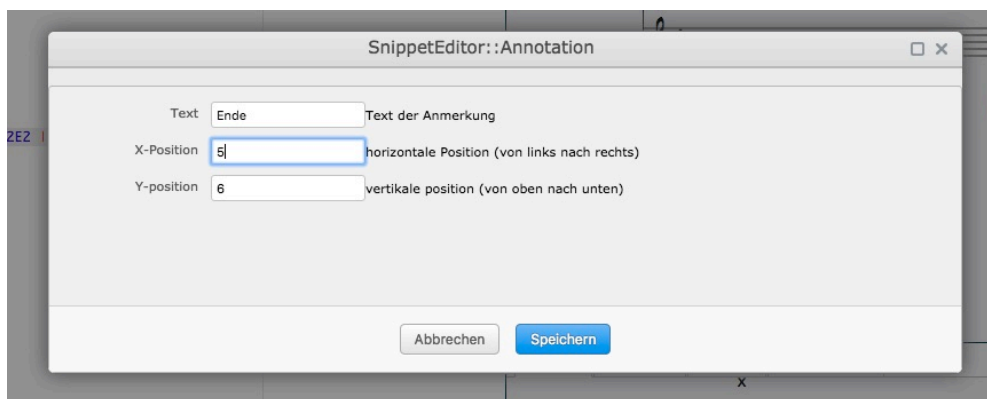 SnippetEditor::Annotation
2E2 |
Text Ende Text der Anmerkung
X-Position 5 horizontale Position (von links nach rechts)
Y-position 6 vertikale position (von oben nach unten)
Abbrechen Speichern
x